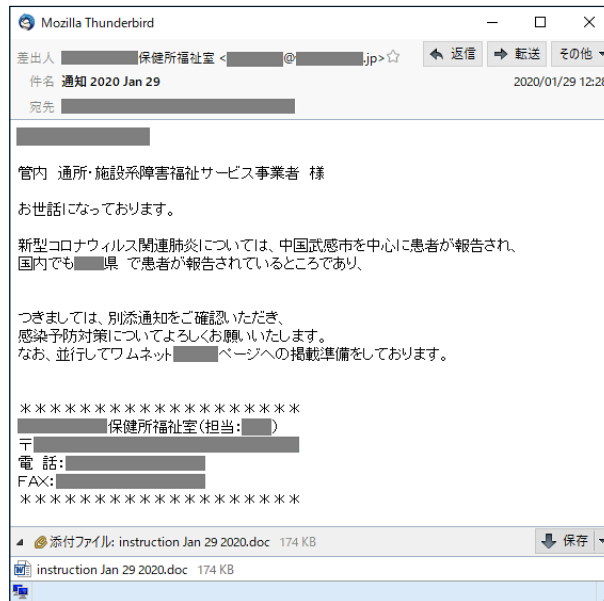 Mozilla Thunderbird
差出人 保健所福祉室 < @ .jp>☆ 返信 転送 その他
件名 通知 2020 Jan 29 2020/01/29 12:28
宛先
管内 通所・施設系障害福祉サービス事業者 様
お世話になっております。
新型コロナウィルス関連肺炎については、中国武感市を中心に患者が報告され、
国内でも 県 で患者が報告されているところであり、
つきましては、別添通知をご確認いただき、
感染予防対策についてよろしくお願いいたします。
なお、並行してワムネット ページへの掲載準備をしております。
＊＊＊＊＊＊＊＊＊＊＊＊＊＊＊＊＊＊＊
保健所福祉室(担当: )
〒
電 話:
FAX:
＊＊＊＊＊＊＊＊＊＊＊＊＊＊＊＊＊＊＊
添付ファイル: instruction Jan 29 2020.doc 174 KB 保存
instruction Jan 29 2020.doc 174 KB